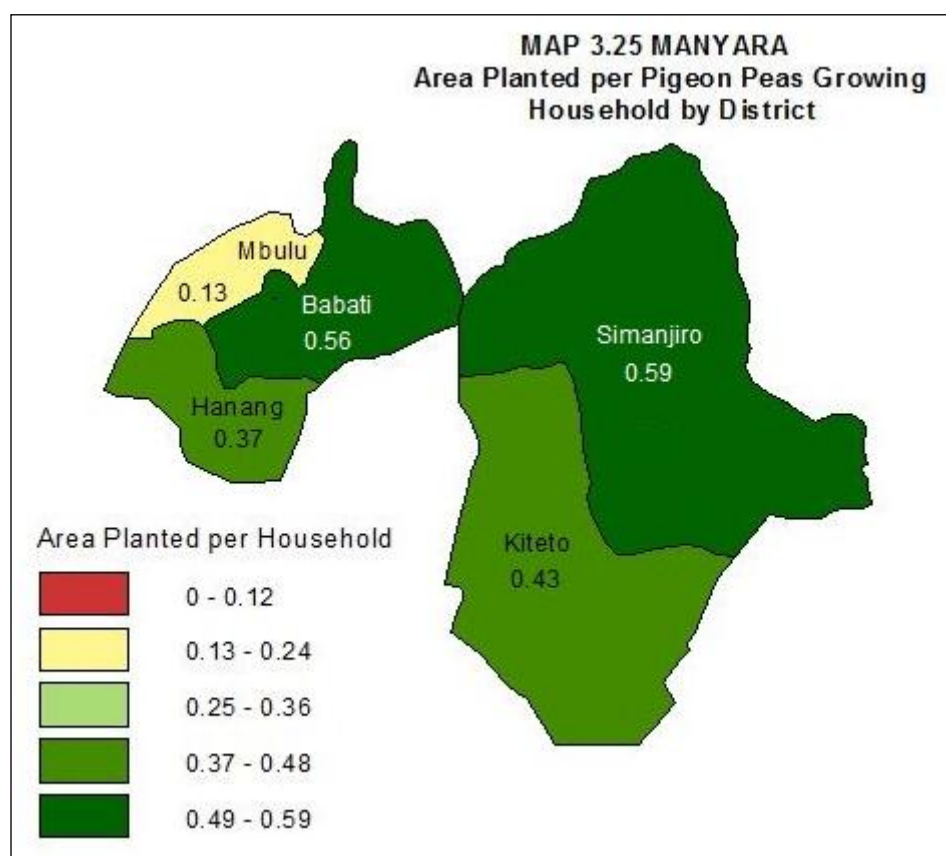 MAP 3.25 MANYARA
Area Planted per Pigeon Peas Growing
Household by District
Mbulu
0.13
Babati
0.56
Simanjiro
0.59
Hanang
0.37
Kiteto
0.43
Area Planted per Household
0 - 0.12
0.13 - 0.24
0.25 - 0.36
0.37 - 0.48
0.49 - 0.59